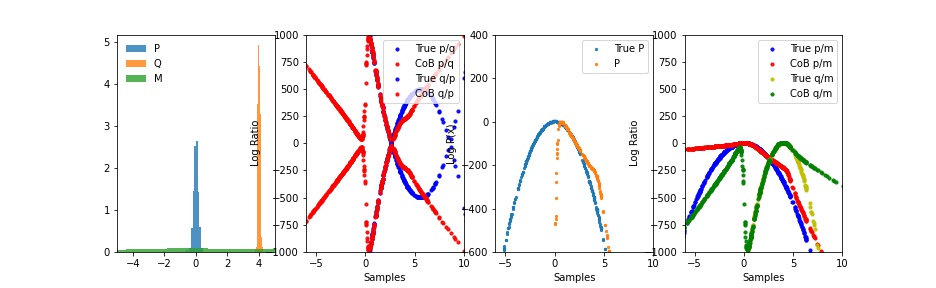 P
Q
M
5
4
3
2
1
0
−4
−2
0
2
4
Log Ratio
1000
750
500
250
0
−250
−500
−750
1000
True p/q
CoB p/q
True q/p
CoB q/p
−5
0
5
10
Samples
Log P(x)
400
200
0
−200
−400
−600
True P
P
−5
0
5
10
Samples
Log Ratio
1000
750
500
250
0
−250
−500
−750
1000
True p/m
CoB p/m
True q/m
CoB q/m
−5
0
5
10
Samples